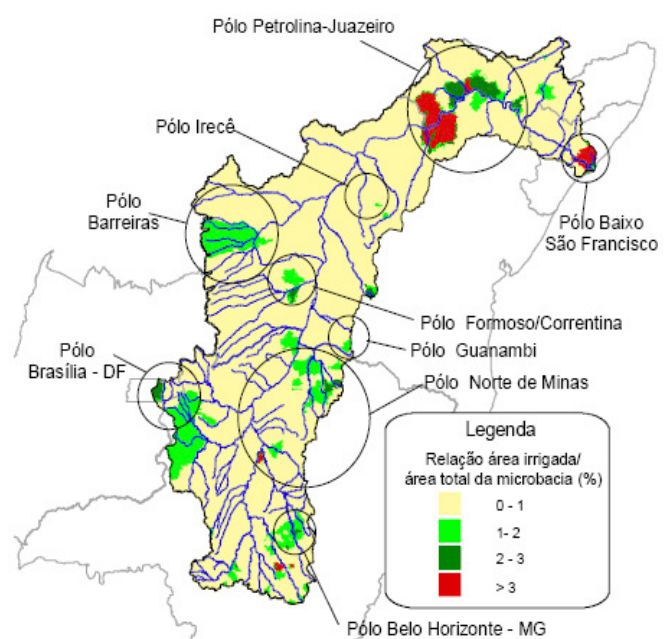 Pólo Petrolina-Juazeiro
Pólo Irecê
Pólo
Barreiras
Pólo Baixo
São Francisco
Pólo Formoso/Correntina
Pólo Guanambi
Pólo
Brasília - DF
Pólo Norte de Minas
Legenda
Relação área irrigada/
área total da microbacia (%)
0 - 1
1- 2
2 - 3
> 3
Pólo Belo Horizonte - MG